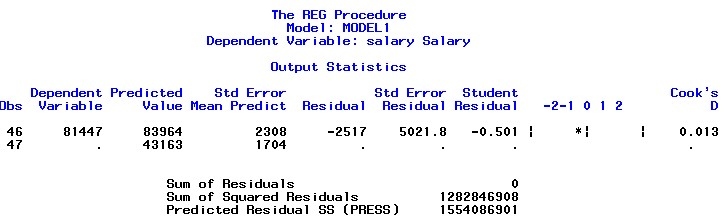 The REG Procedure
Model: MODEL1
Dependent Variable: salary Salary
Output Statistics
Dependent Predicted Std Error Std Error Student Cook's
Obs Variable Value Mean Predict Residual Residual Residual -2-1 0 1 2 D
46 81447 83964 2308 -2517 5021.8 -0.501 | *| | 0.013
47 . 43163 1704 . . . .
Sum of Residuals 0
Sum of Squared Residuals 1282846908
Predicted Residual SS (PRESS) 1554086901